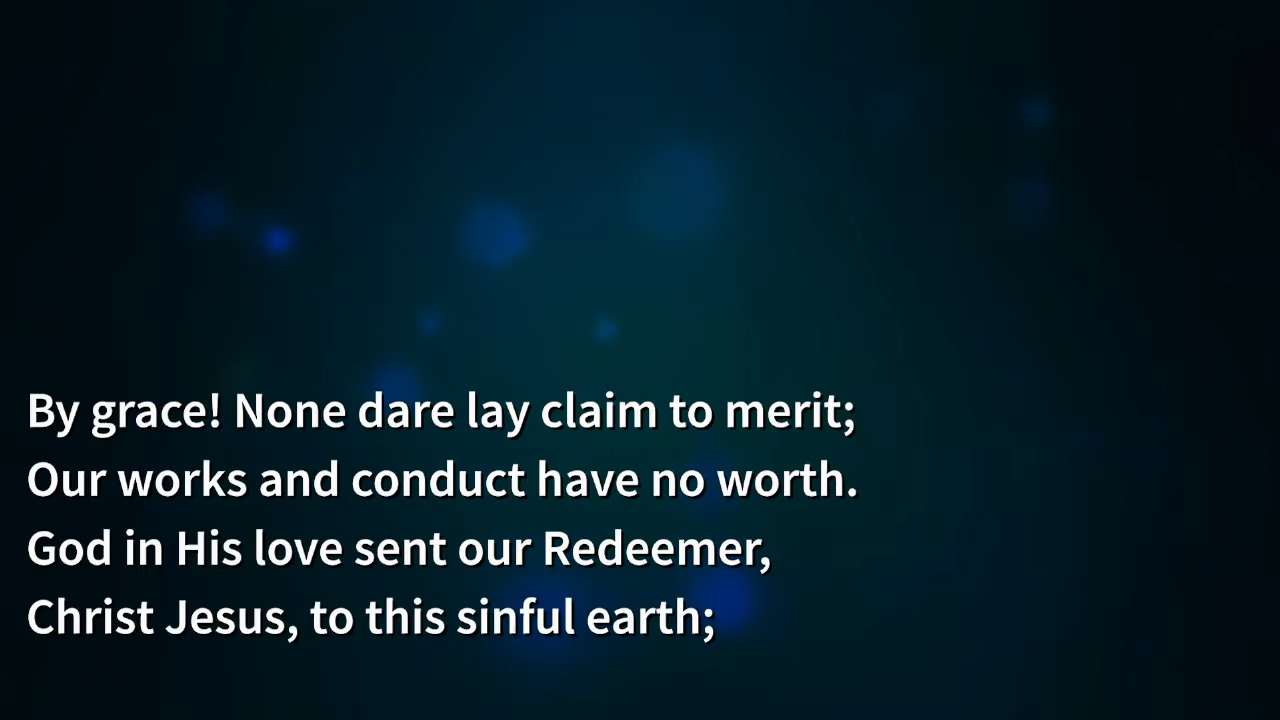 By grace! None dare lay claim to merit;
Our works and conduct have no worth.
God in His love sent our Redeemer,
Christ Jesus, to this sinful earth;